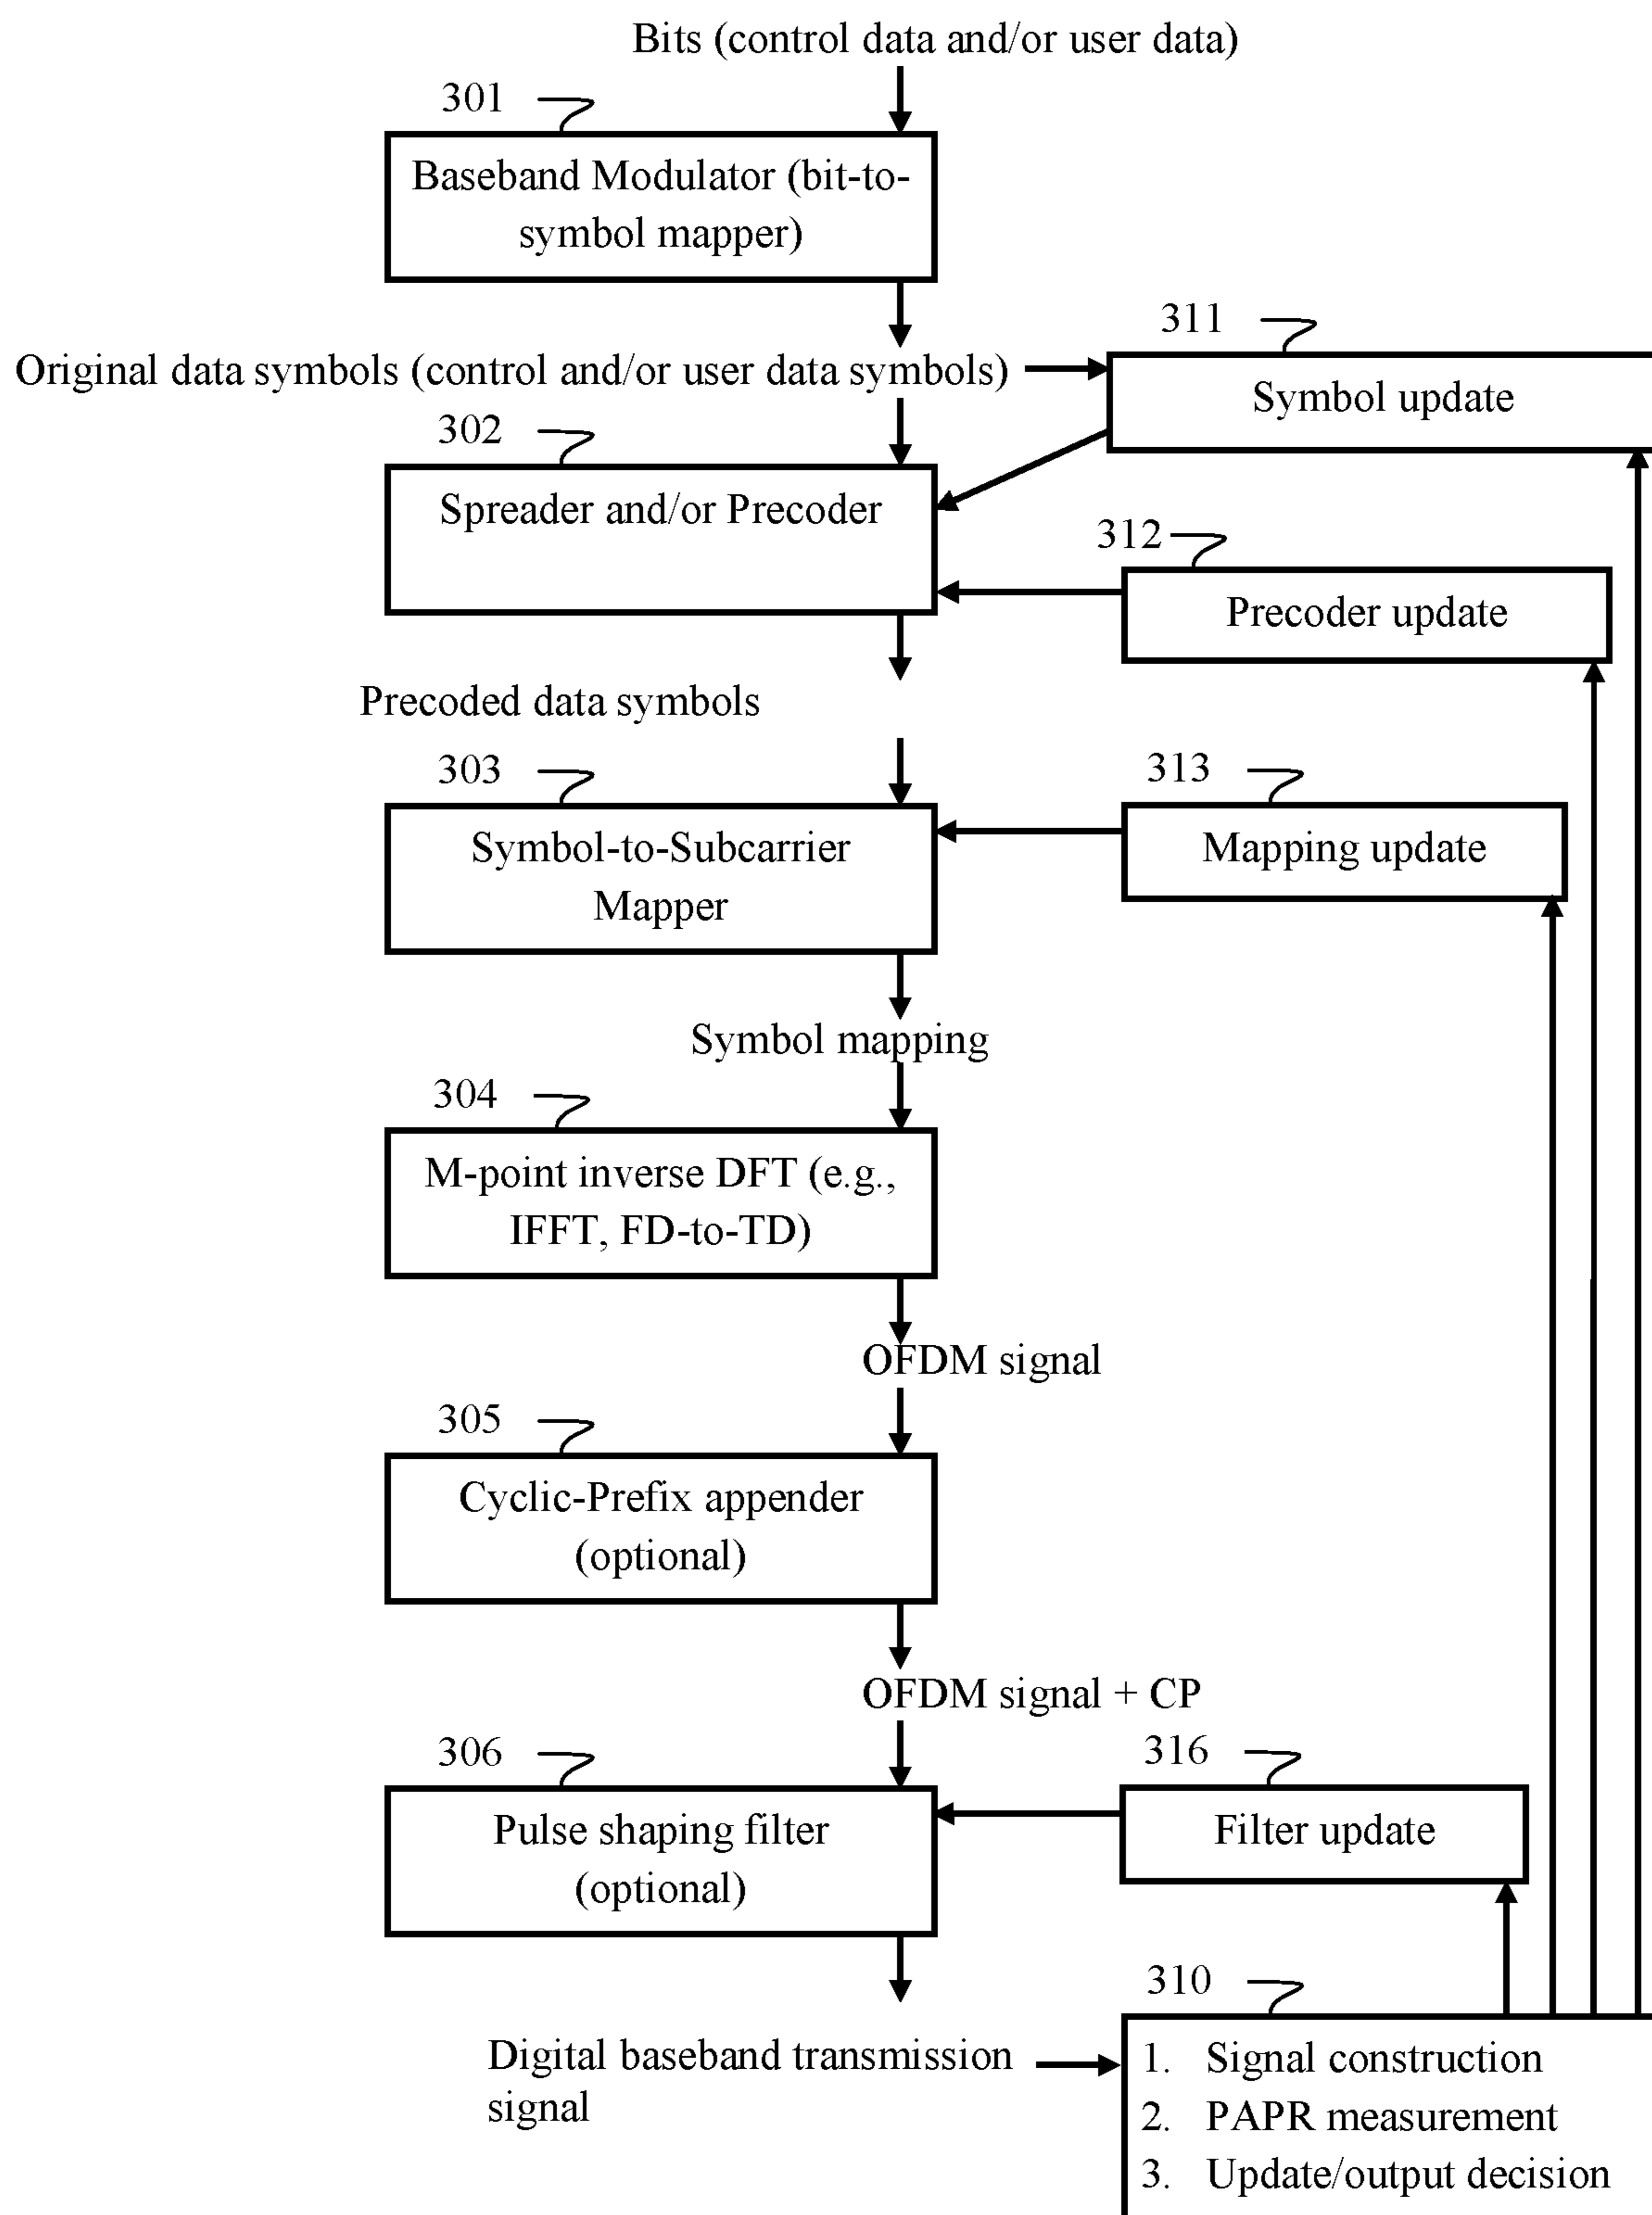 Bits (control data and/or user data)
301
Baseband Modulator (bit-to-
symbol mapper)
311
Original data symbols (control and/or user data symbols)
Symbol update
302
Spreader and/or Precoder
312
Precoder update
Precoded data symbols
303
313
Symbol-to-Subcarrier
Mapper
Mapping update
Symbol mapping
304
M-point inverse DFT (e.g.,
IFFT, FD-to-TD)
OFDM signal
305
Cyclic-Prefix appender
(optional)
OFDM signal + CP
306
316
Pulse shaping filter
(optional)
Filter update
310
Digital baseband transmission
signal
1. Signal construction
2. PAPR measurement
3. Update/output decision